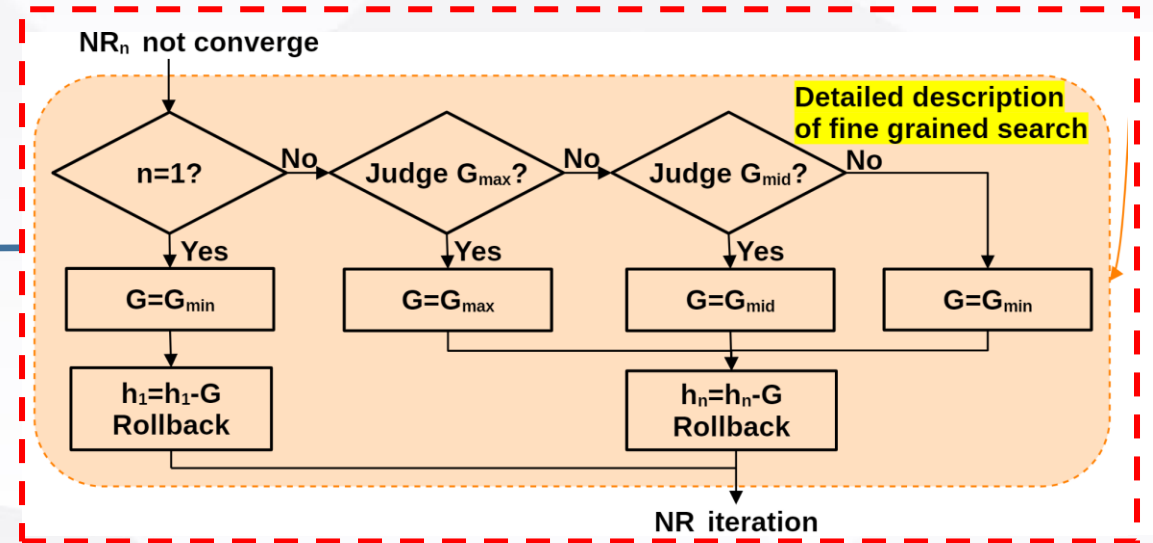 NRn not converge
Detailed description
of fine grained search
n=1?
No
Judge Gmax?
No
Judge Gmid?
No
Yes
Yes
Yes
G=Gmin
G=Gmax
G=Gmid
G=Gmin
h1=h1-G
Rollback
hn=hn-G
Rollback
NR iteration